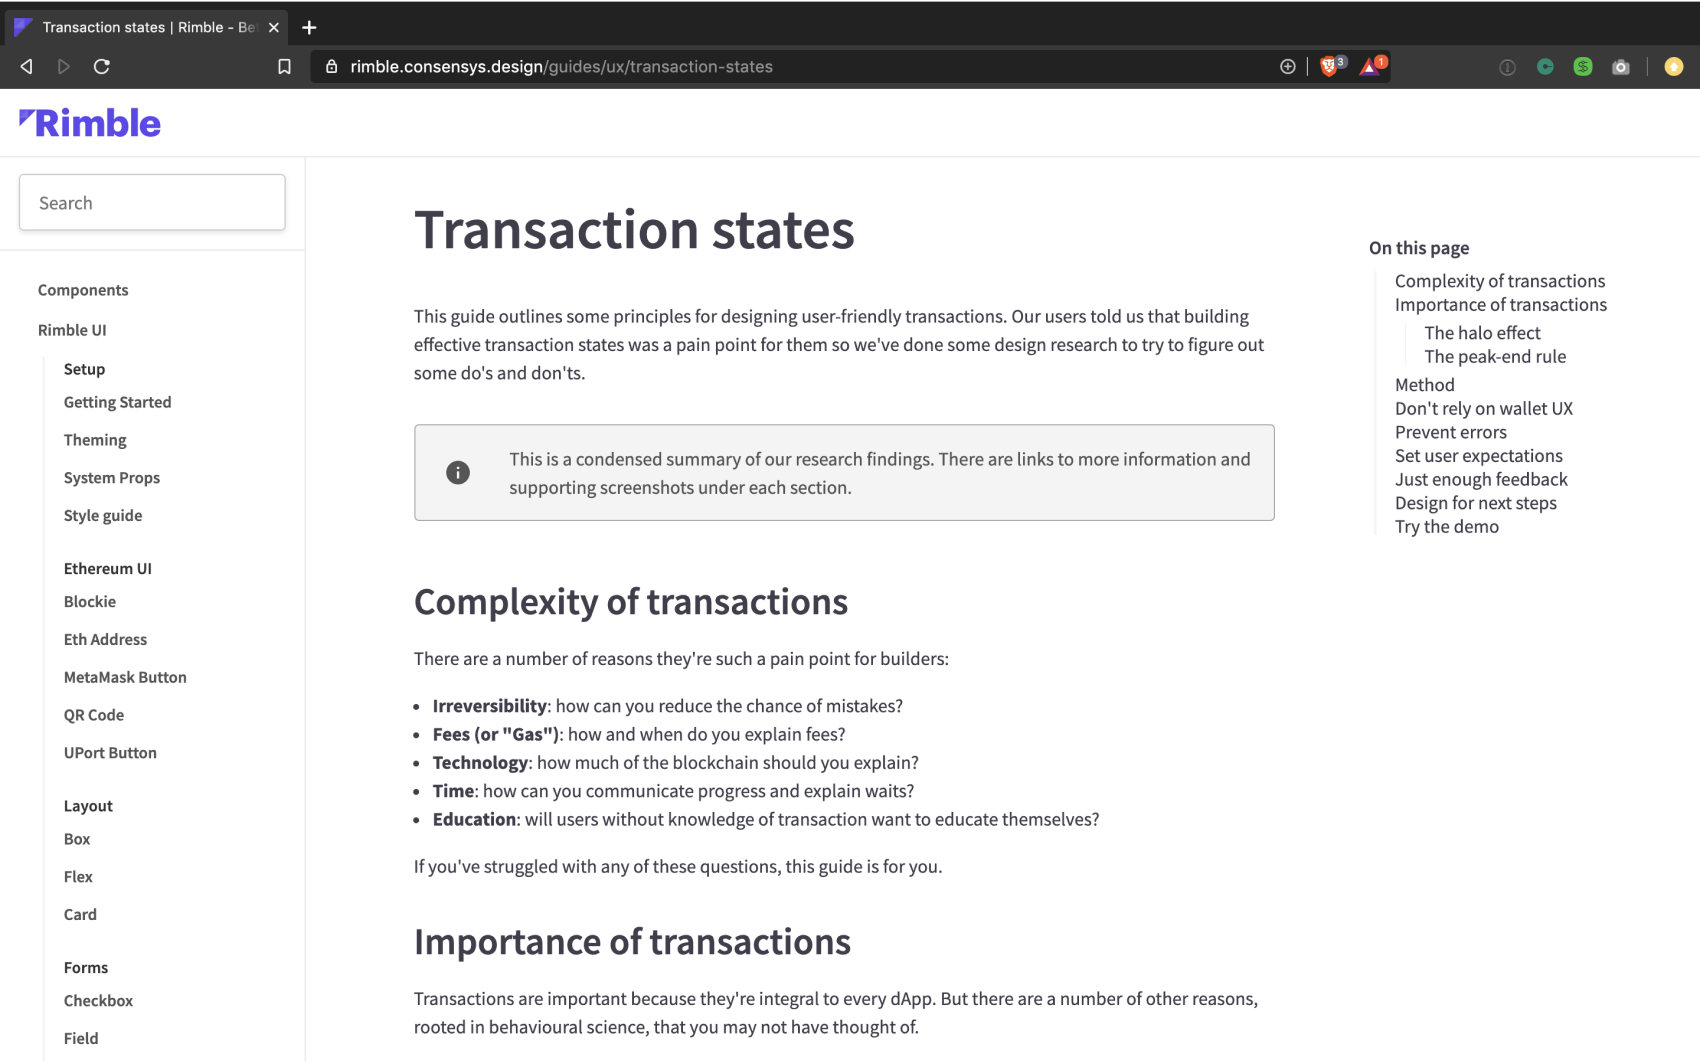 Transaction states | Rimble - Be
rimble.consensys.design/guides/ux/transaction-states
3
1
Rimble
Search
Components
Rimble UI
Setup
Getting Started
Theming
System Props
Style guide
Ethereum UI
Blockie
Eth Address
MetaMask Button
QR Code
UPort Button
Layout
Box
Flex
Card
Forms
Checkbox
Field
Transaction states
This guide outlines some principles for designing user-friendly transactions. Our users told us that building
effective transaction states was a pain point for them so we've done some design research to try to figure out
some do's and don'ts.
This is a condensed summary of our research findings. There are links to more information and
supporting screenshots under each section.
Complexity of transactions
There are a number of reasons they're such a pain point for builders:
• Irreversibility: how can you reduce the chance of mistakes?
• Fees (or "Gas"): how and when do you explain fees?
• Technology: how much of the blockchain should you explain?
• Time: how can you communicate progress and explain waits?
• Education: will users without knowledge of transaction want to educate themselves?
If you've struggled with any of these questions, this guide is for you.
Importance of transactions
Transactions are important because they're integral to every dApp. But there are a number of other reasons,
rooted in behavioural science, that you may not have thought of.
On this page
Complexity of transactions
Importance of transactions
The halo effect
The peak-end rule
Method
Don't rely on wallet UX
Prevent errors
Set user expectations
Just enough feedback
Design for next steps
Try the demo